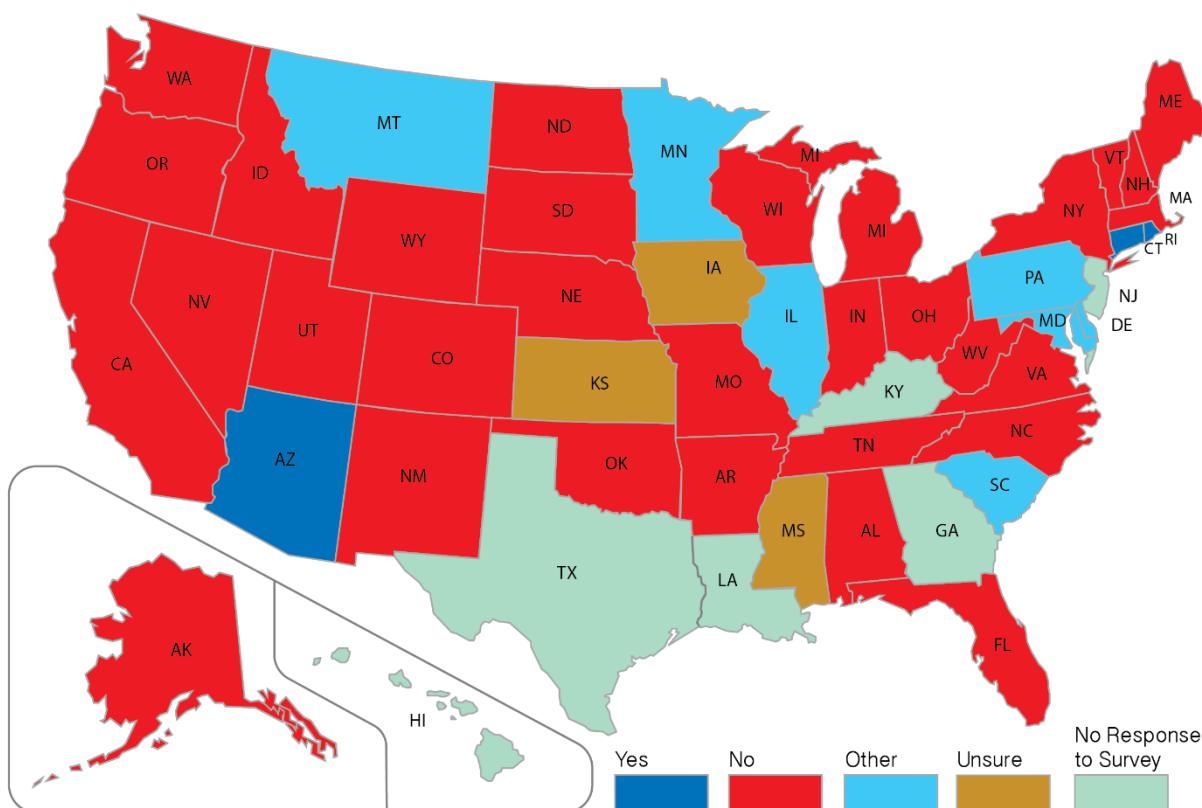 WA
MT
ND
MN
ME
OR
ID
MI
VT
NH
WY
SD
WI
NY
MA
MI
CT RI
IA
PA
NV
NE
NJ
UT
IL
IN
OH
MD
DE
CA
CO
WV
KS
MO
VA
KY
AZ
NM
OK
AR
TN
NC
SC
TX
LA
MS
AL
GA
AK
FL
HI
Yes
No
Other
Unsure
No Response
to Survey